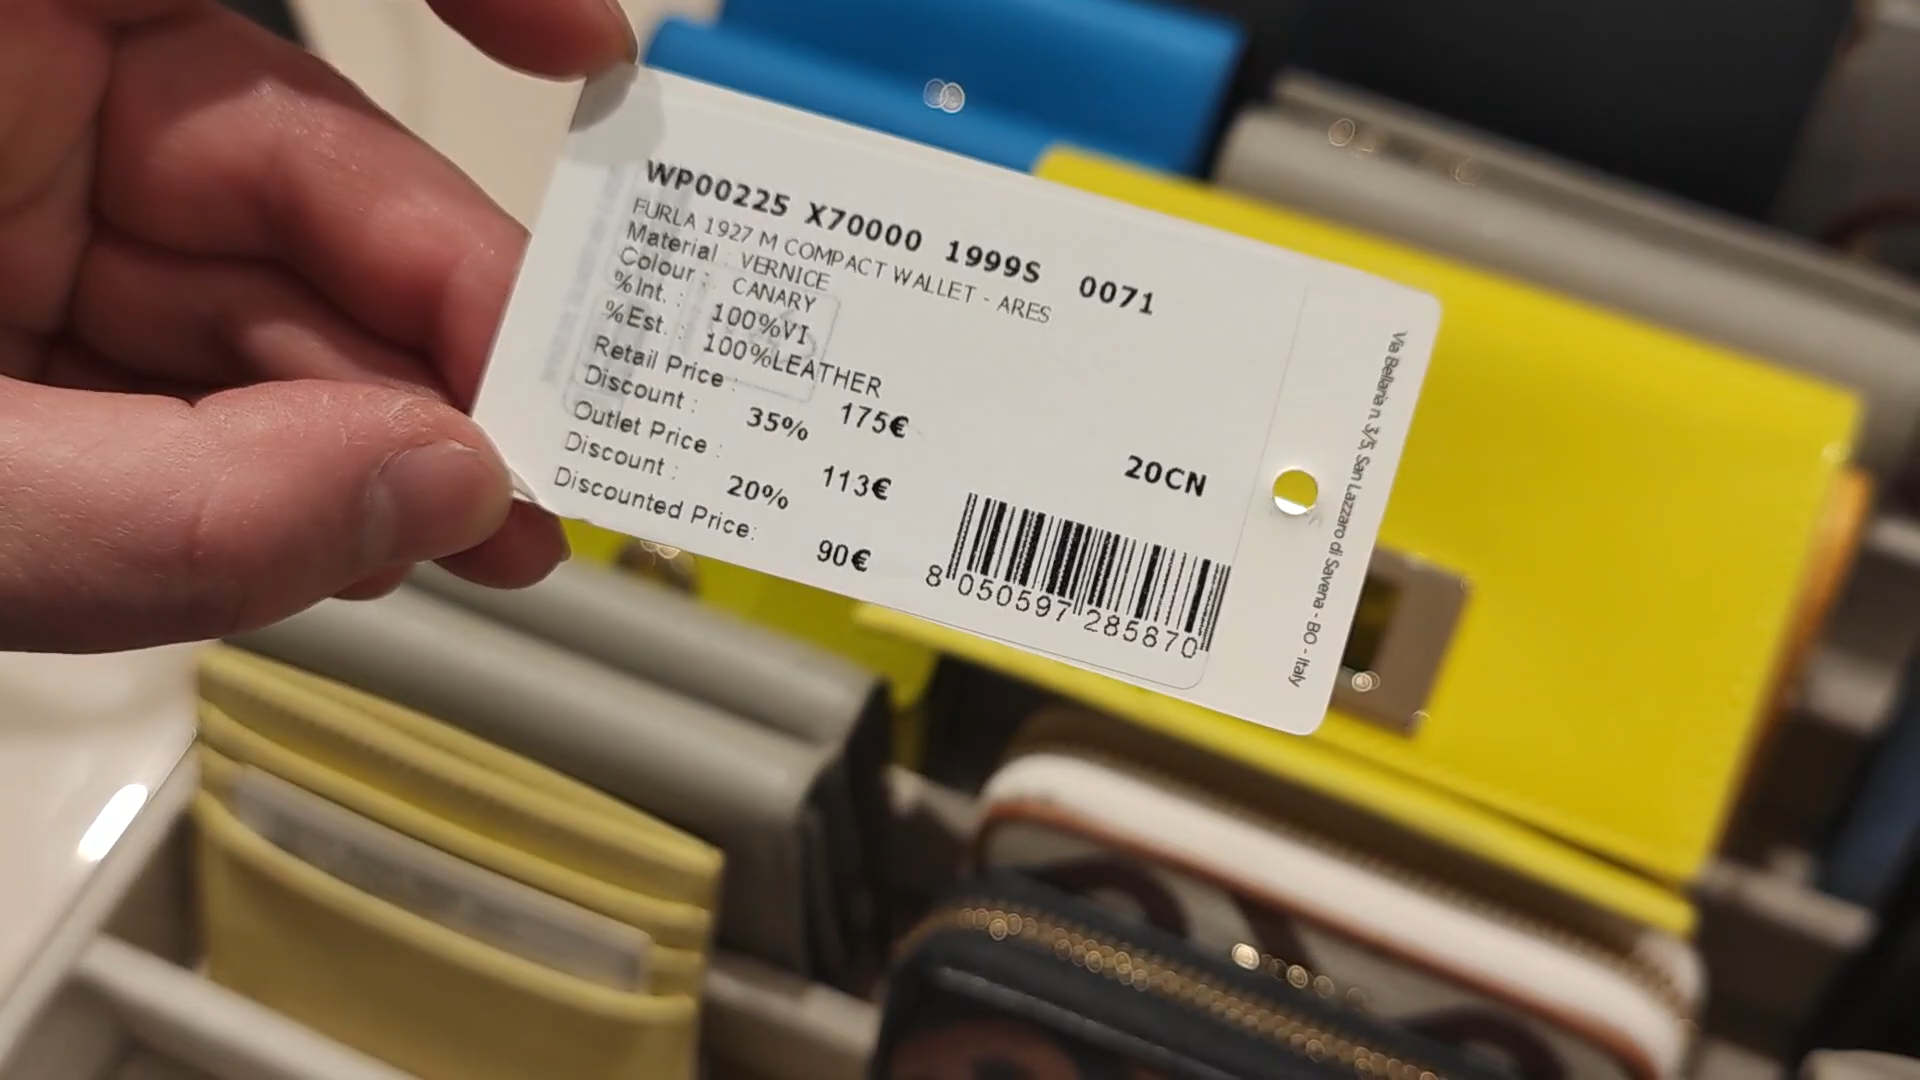 WP00225 X70000 1999S 0071
FURLA 1927 M COMPACT WALLET - ARES
Material : VERNICE
Colour : CANARY
%Int. : 100%VI
%Est. : 100%LEATHER
Retail Price : 175€
Discount : 35%
Outlet Price : 113€
Discount : 20%
Discounted Price: 90€
20CN
8 050597 285870
Via Bellaria n. 3/5, San Lazzaro di Savena - BO - Italy